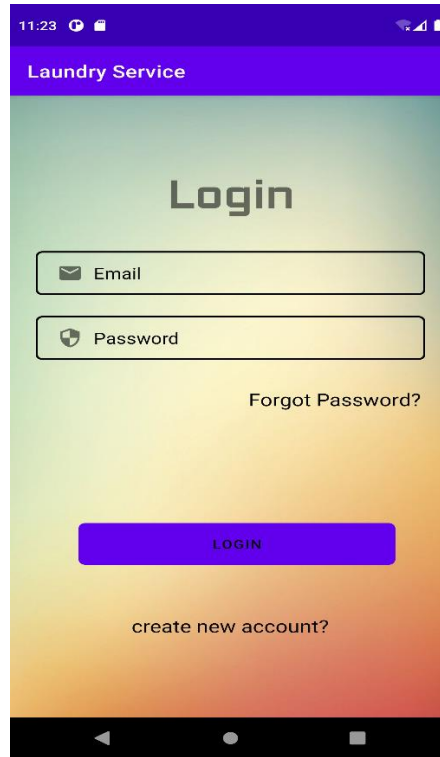 11:23
Laundry Service
Login
Email
Password
Forgot Password?
LOGIN
create new account?